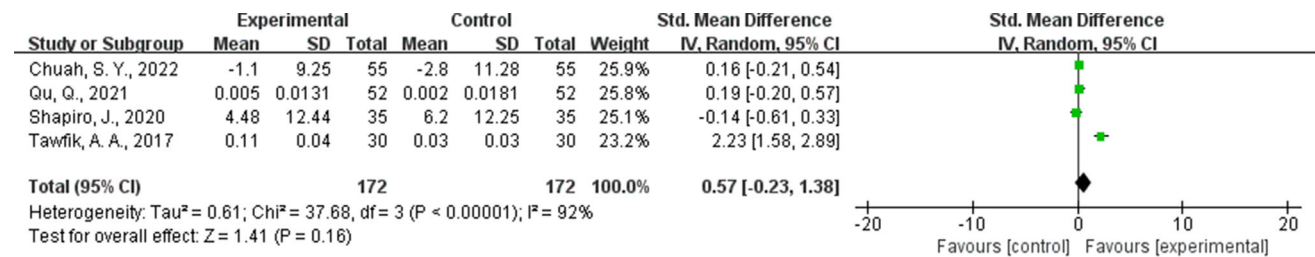 Experimental Control Std. Mean Difference Std. Mean Difference
Study or Subgroup Mean SD Total Mean SD Total Weight IV, Random, 95% CI IV, Random, 95% CI
Chuah, S. Y., 2022 -1.1 9.25 55 -2.8 11.28 55 25.9% 0.16 [-0.21, 0.54]
Qu, Q., 2021 0.005 0.0131 52 0.002 0.0181 52 25.8% 0.19 [-0.20, 0.57]
Shapiro, J., 2020 4.48 12.44 35 6.2 12.25 35 25.1% -0.14 [-0.61, 0.33]
Tawfik, A. A., 2017 0.11 0.04 30 0.03 0.03 30 23.2% 2.23 [1.58, 2.89]
Total (95% CI) 172 172 100.0% 0.57 [-0.23, 1.38]
Heterogeneity: Tau² = 0.61; Chi² = 37.68, df = 3 (P < 0.00001); I² = 92%
Test for overall effect: Z = 1.41 (P = 0.16)
-20 -10 0 10 20
Favours [control] Favours [experimental]